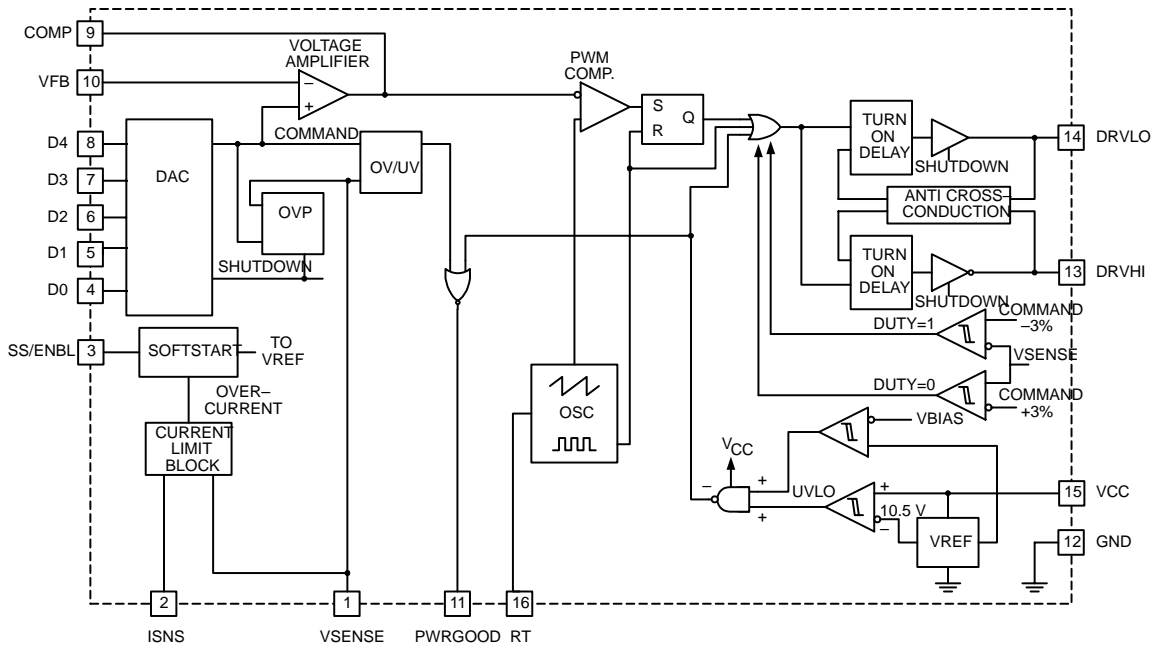 COMP 9
VOLTAGE
AMPLIFIER
PWM
COMP.
VFB 10
–
+
S
R
Q
D4 8
D3 7
D2 6
D1 5
D0 4
DAC
COMMAND
OV/UV
OVP
SHUTDOWN
TURN
ON
DELAY
SHUTDOWN
14 DRVLO
ANTI CROSS–
CONDUCTION
TURN
ON
DELAY
SHUTDOWN
13 DRVHI
COMMAND
–3%
DUTY=1
VSENSE
DUTY=0
COMMAND
+3%
SS/ENBL 3
SOFTSTART
TO
VREF
OVER–
CURRENT
CURRENT
LIMIT
BLOCK
OSC
VBIAS
VCC
–
+
+
UVLO
+
10.5 V
–
VREF
15 VCC
12 GND
2
1
11
16
ISNS
VSENSE
PWRGOOD
RT